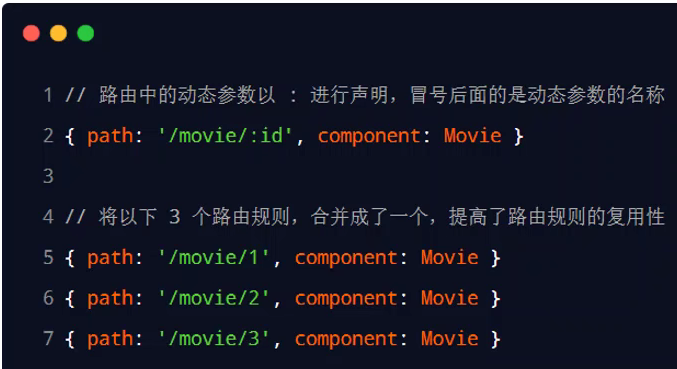 1 // 路由中的动态参数以 : 进行声明，冒号后面的是动态参数的名称
2 { path: '/movie/:id', component: Movie }
3
4 // 将以下 3 个路由规则，合并成了一个，提高了路由规则的复用性
5 { path: '/movie/1', component: Movie }
6 { path: '/movie/2', component: Movie }
7 { path: '/movie/3', component: Movie }